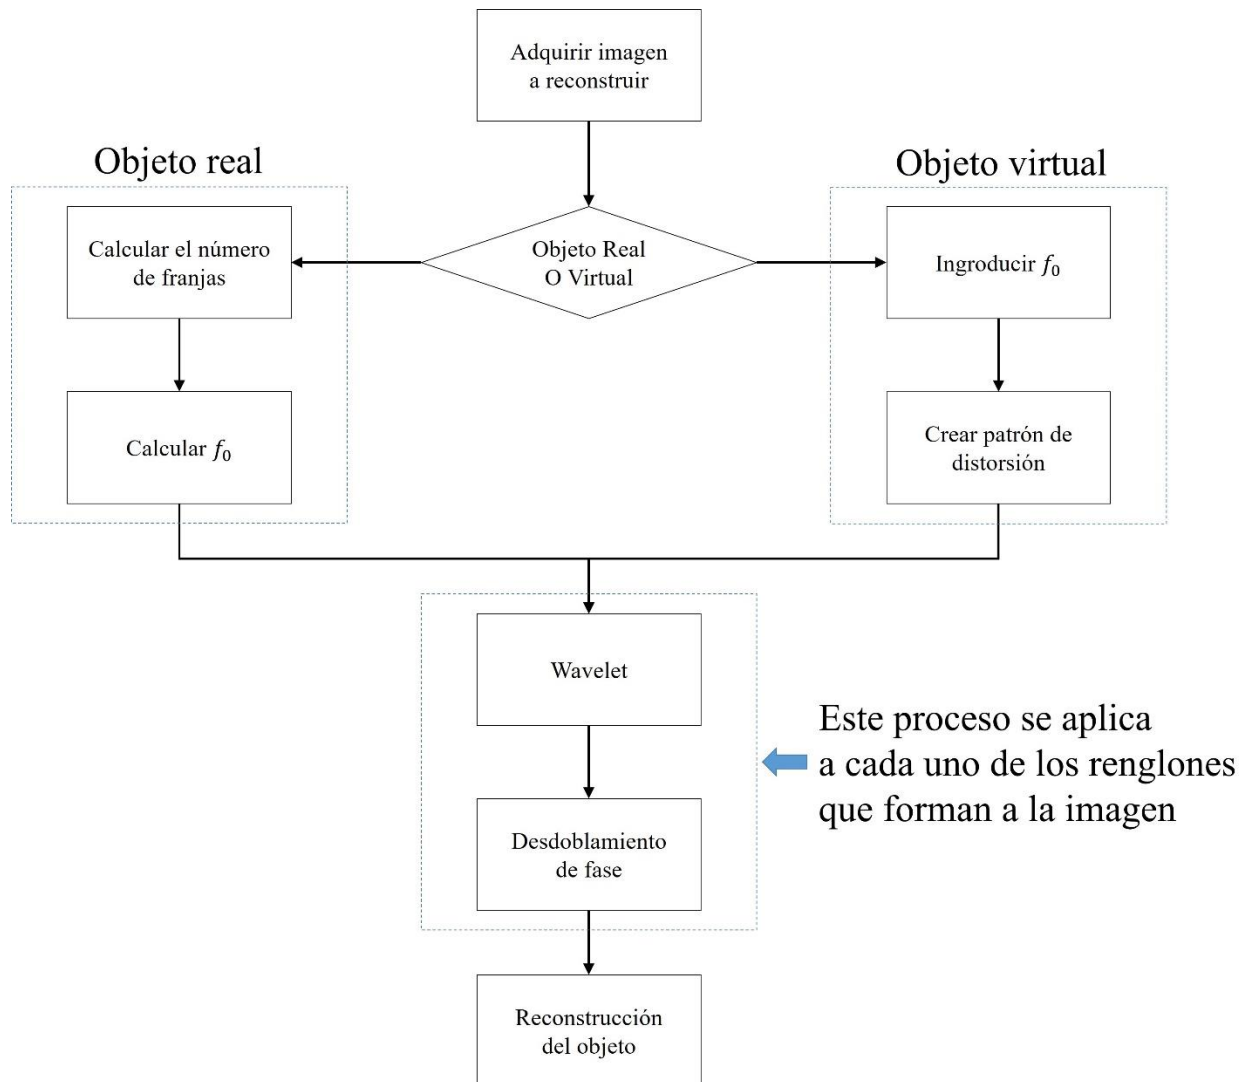 Adquirir imagen
a reconstruir
Objeto real
Objeto virtual
Calcular el número
de franjas
Objeto Real
O Virtual
Ingroducir f₀
Calcular f₀
Crear patrón de
distorsión
Wavelet
Este proceso se aplica
a cada uno de los renglones
que forman a la imagen
Desdoblamiento
de fase
Reconstrucción
del objeto